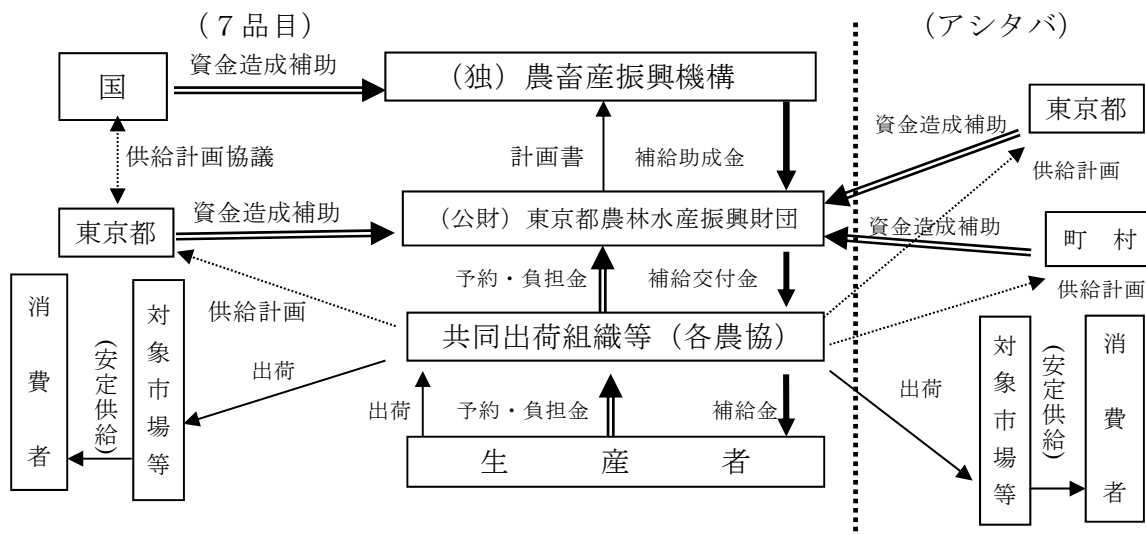 （７品目）
（アシタバ）
国
資金造成補助
（独）農畜産振興機構
資金造成補助
東京都
供給計画協議
計画書
補給助成金
供給計画
東京都
資金造成補助
（公財）東京都農林水産振興財団
資金造成補助
町　村
予約・負担金
補給交付金
供給計画
供給計画
消費者
対象市場等
(安定供給)
出荷
共同出荷組織等（各農協）
出荷
対象市場等
(安定供給)
消費者
出荷
予約・負担金
補給金
生　産　者